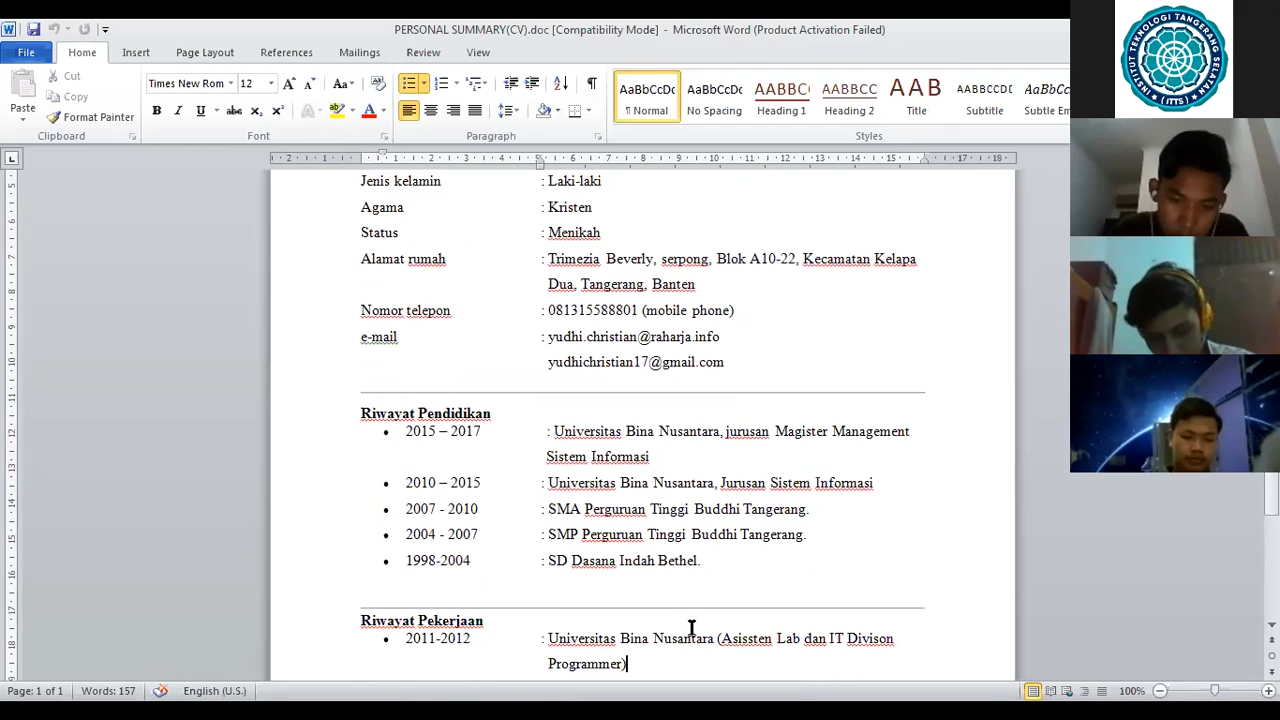 PERSONAL SUMMARY(CV).doc [Compatibility Mode] - Microsoft Word (Product Activation Failed)
File Home Insert Page Layout References Mailings Review View
Paste
Cut
Copy
Format Painter
Clipboard
Times New Rom 12
Font
Paragraph
AaBbCcDc AaBbCcDc AABBC AABBCC AAB AABBCCDD AaBbC
¶ Normal No Spacing Heading 1 Heading 2 Title Subtitle Subtle Em
Styles
INSTITUT TEKNOLOGI TANGERANG SELATAN
(ITTS)
Jenis kelamin : Laki-laki
Agama : Kristen
Status : Menikah
Alamat rumah : Trimezia Beverly, serpong, Blok A10-22, Kecamatan Kelapa
Dua, Tangerang, Banten
Nomor telepon : 081315588801 (mobile phone)
e-mail : yudhi.christian@raharja.info
yudhichristian17@gmail.com
Riwayat Pendidikan
• 2015 – 2017 : Universitas Bina Nusantara, jurusan Magister Management
Sistem Informasi
• 2010 – 2015 : Universitas Bina Nusantara, Jurusan Sistem Informasi
• 2007 - 2010 : SMA Perguruan Tinggi Buddhi Tangerang.
• 2004 - 2007 : SMP Perguruan Tinggi Buddhi Tangerang.
• 1998-2004 : SD Dasana Indah Bethel.
Riwayat Pekerjaan
• 2011-2012 : Universitas Bina Nusantara (Asissten Lab dan IT Divison
Programmer)
Page: 1 of 1 Words: 157 English (U.S.) 100%